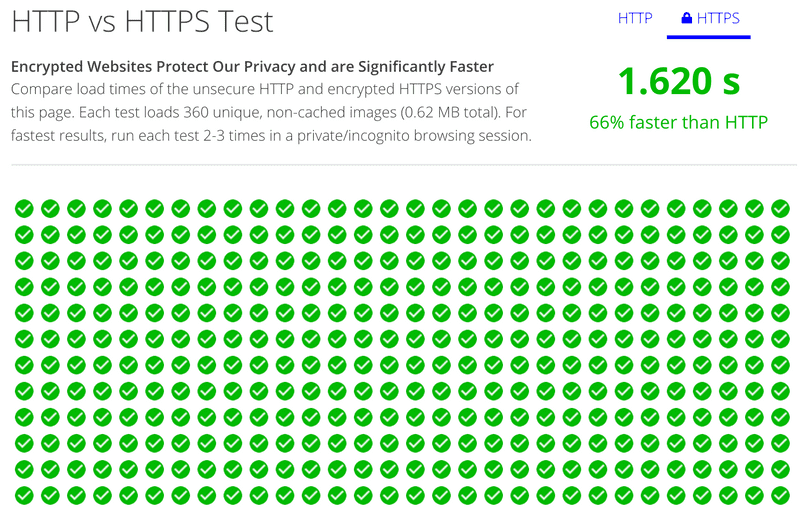 HTTP vs HTTPS Test
HTTP
HTTPS
Encrypted Websites Protect Our Privacy and are Significantly Faster
Compare load times of the unsecure HTTP and encrypted HTTPS versions of
this page. Each test loads 360 unique, non-cached images (0.62 MB total). For
fastest results, run each test 2-3 times in a private/incognito browsing session.
1.620 s
66% faster than HTTP